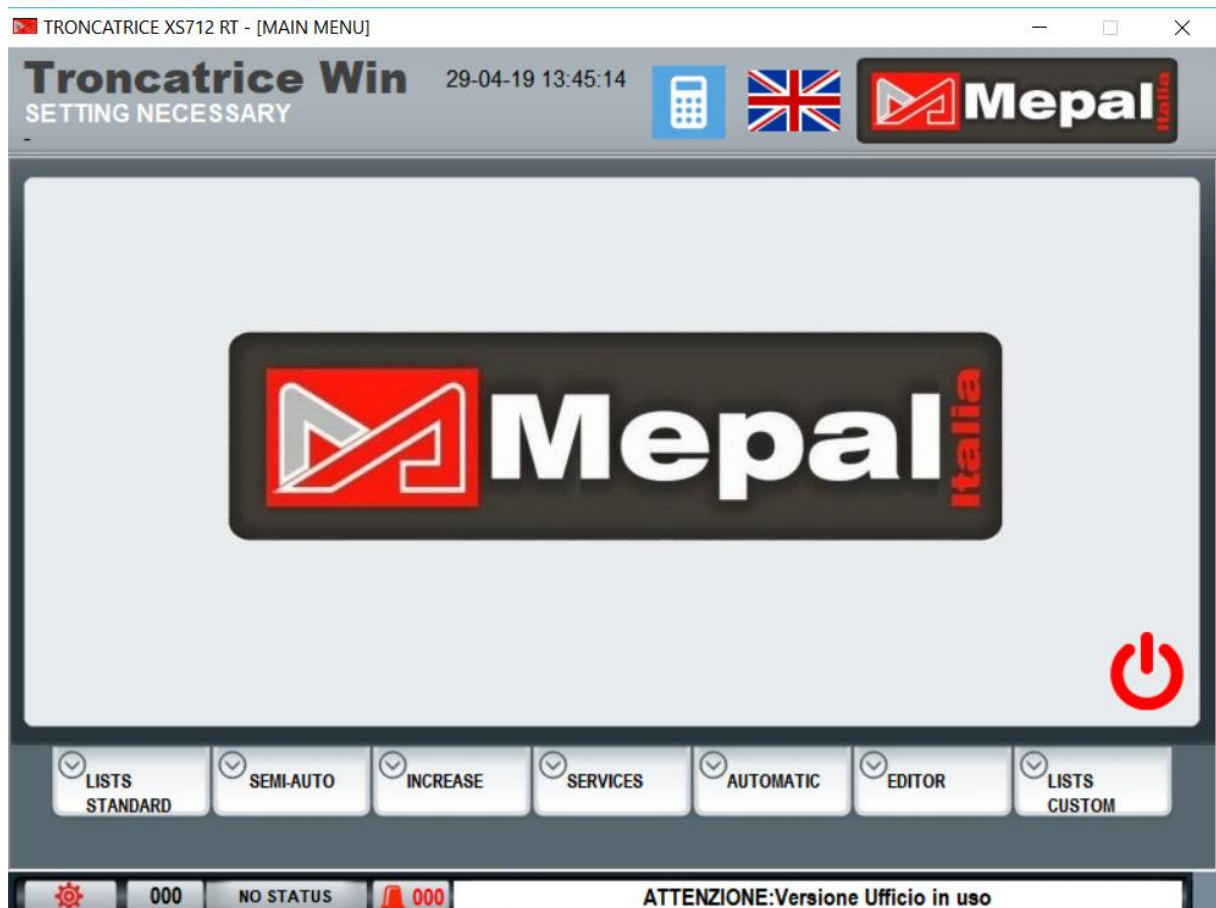 TRONCATRICE XS712 RT - [MAIN MENU]
Troncatrice Win
29-04-19 13:45:14
SETTING NECESSARY
-
Mepal Italia
Mepal Italia
LISTS
STANDARD
SEMI-AUTO
INCREASE
SERVICES
AUTOMATIC
EDITOR
LISTS
CUSTOM
000
NO STATUS
000
ATTENZIONE:Versione Ufficio in uso